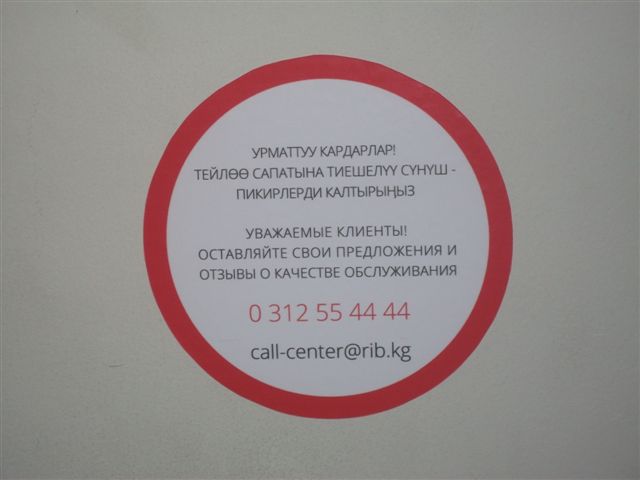 УРМАТТУУ КАРДАРЛАР!
ТЕЙЛӨӨ САПАТЫНА ТИЕШЕЛҮҮ СҮНҮШ -
ПИКИРЛЕРДИ КАЛТЫРЫҢЫЗ
УВАЖАЕМЫЕ КЛИЕНТЫ!
ОСТАВЛЯЙТЕ СВОИ ПРЕДЛОЖЕНИЯ И
ОТЗЫВЫ О КАЧЕСТВЕ ОБСЛУЖИВАНИЯ
0 312 55 44 44
call-center@rib.kg